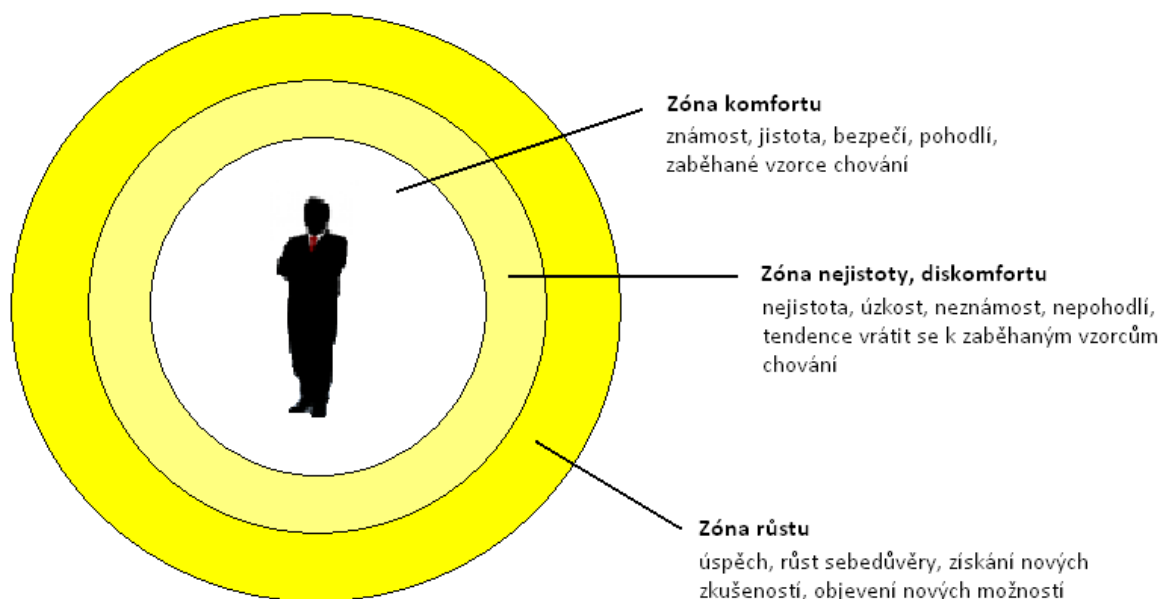 Zóna komfortu
známost, jistota, bezpečí, pohodlí,
zaběhané vzorce chování
Zóna nejistoty, diskomfortu
nejistota, úzkost, neznámost, nepohodlí,
tendence vrátit se k zaběhaným vzorcům
chování
Zóna růstu
úspěch, růst sebedůvěry, získání nových
zkušeností, objevení nových možností